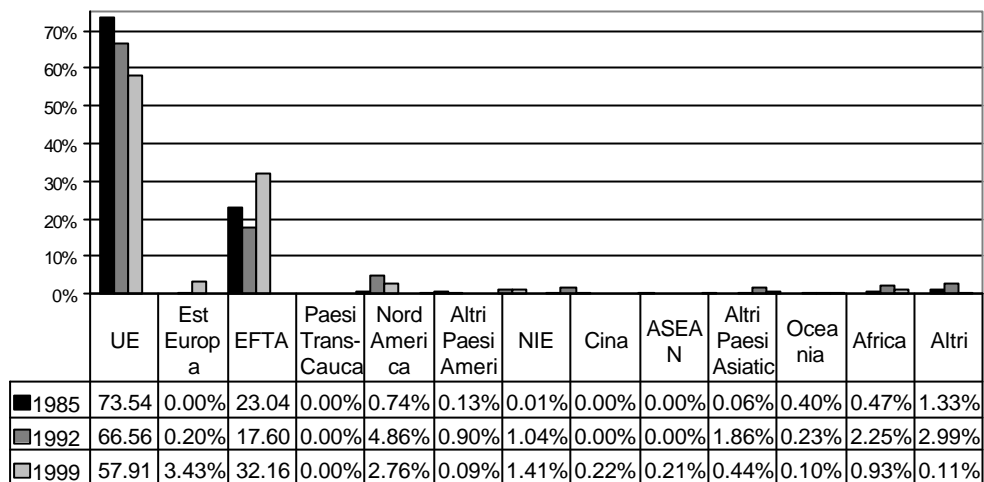 70%
60%
50%
40%
30%
20%
10%
0%
UE
Est
Europ
a
EFTA
Paesi
Trans-
Cauca
Nord
Ameri
ca
Altri
Paesi
Ameri
NIE
Cina
ASEA
N
Altri
Paesi
Asiatic
Ocea
nia
Africa
Altri
1985 73.54 0.00% 23.04 0.00% 0.74% 0.13% 0.01% 0.00% 0.00% 0.06% 0.40% 0.47% 1.33%
1992 66.56 0.20% 17.60 0.00% 4.86% 0.90% 1.04% 0.00% 0.00% 1.86% 0.23% 2.25% 2.99%
1999 57.91 3.43% 32.16 0.00% 2.76% 0.09% 1.41% 0.22% 0.21% 0.44% 0.10% 0.93% 0.11%